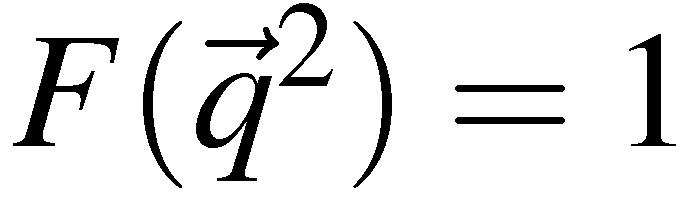 $F(\vec{q}^{2}) = 1$